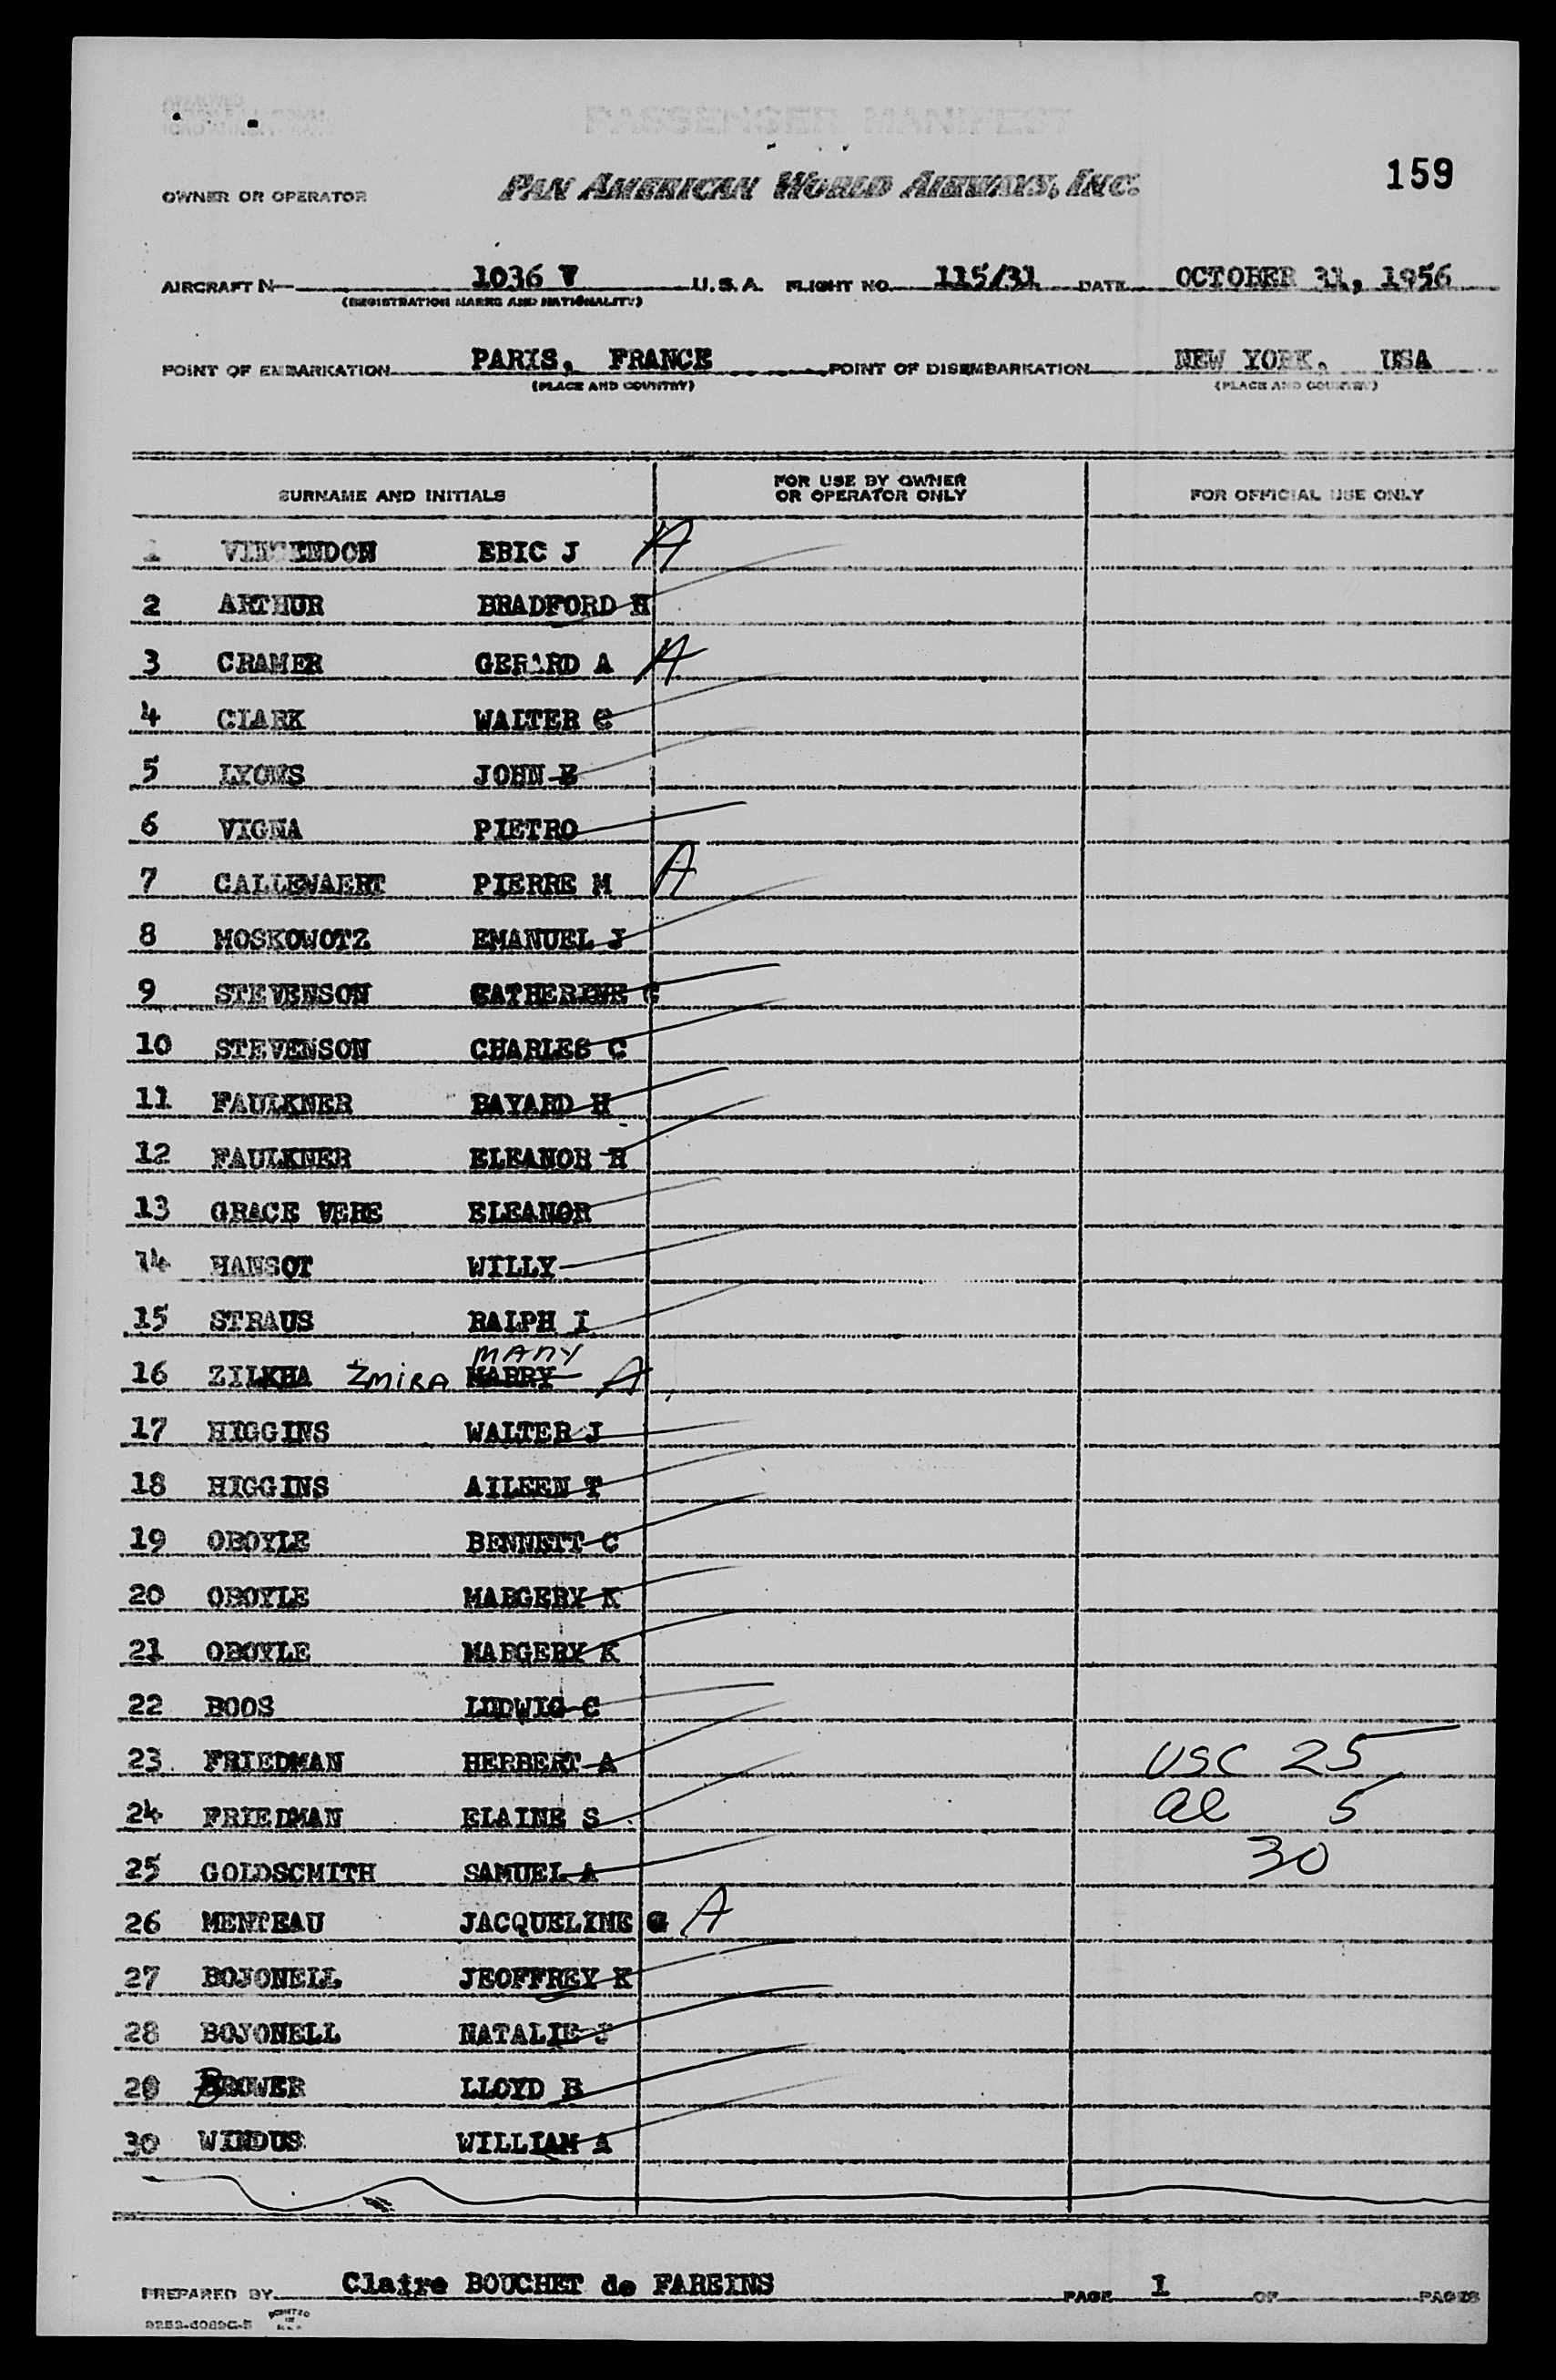 PASSENGER MANIFEST
159
OWNER OR OPERATOR PAN AMERICAN WORLD AIRWAYS, INC.
AIRCRAFT N 1036 V U.S.A. FLIGHT NO. 115/31 DATE OCTOBER 31, 1956
(REGISTRATION MARKS AND NATIONALITY)
POINT OF EMBARKATION PARIS, FRANCE POINT OF DISEMBARKATION NEW YORK, USA
(PLACE AND COUNTRY) (PLACE AND COUNTRY)
SURNAME AND INITIALS FOR USE BY OWNER OR OPERATOR ONLY FOR OFFICIAL USE ONLY
1 ERIC J A
2 ARTHUR BRADFORD H
3 CRAMER GERARD A A
4 CLARK WALTER C
5 LYONS JOHN E
6 VIGNA PIETRO
7 CALLEWAERT PIERRE M A
8 MOSKOWOTZ EMANUEL J
9 STEVENSON CATHERINE C
10 STEVENSON CHARLES C
11 FAULKNER BAYARD H
12 FAULKNER ELEANOR H
13 GRACE VERE ELEANOR
14 HANSOT WILLY
15 STRAUS RALPH I
MANY
16 ZILKHA ZMIRA HARRY A
17 HIGGINS WALTER J
18 HIGGINS AILEEN T
19 OBOYLE BENNETT C
20 OBOYLE MARGERY K
21 OBOYLE MARGERY K
22 BOOS LUDWIG C
23 FRIEDMAN HERBERT A USC 25
24 FRIEDMAN ELAINE S al 5
25 GOLDSCMITH SAMUEL A 30
26 MENTEAU JACQUELINE G A
27 BOJONELL JEOFFREY K
28 BOJONELL NATALIE J
29 BROWER LLOYD B
30 WINDUS WILLIAM A
PREPARED BY Claire BOUCHET de FAREINS PAGE 1 OF PAGES